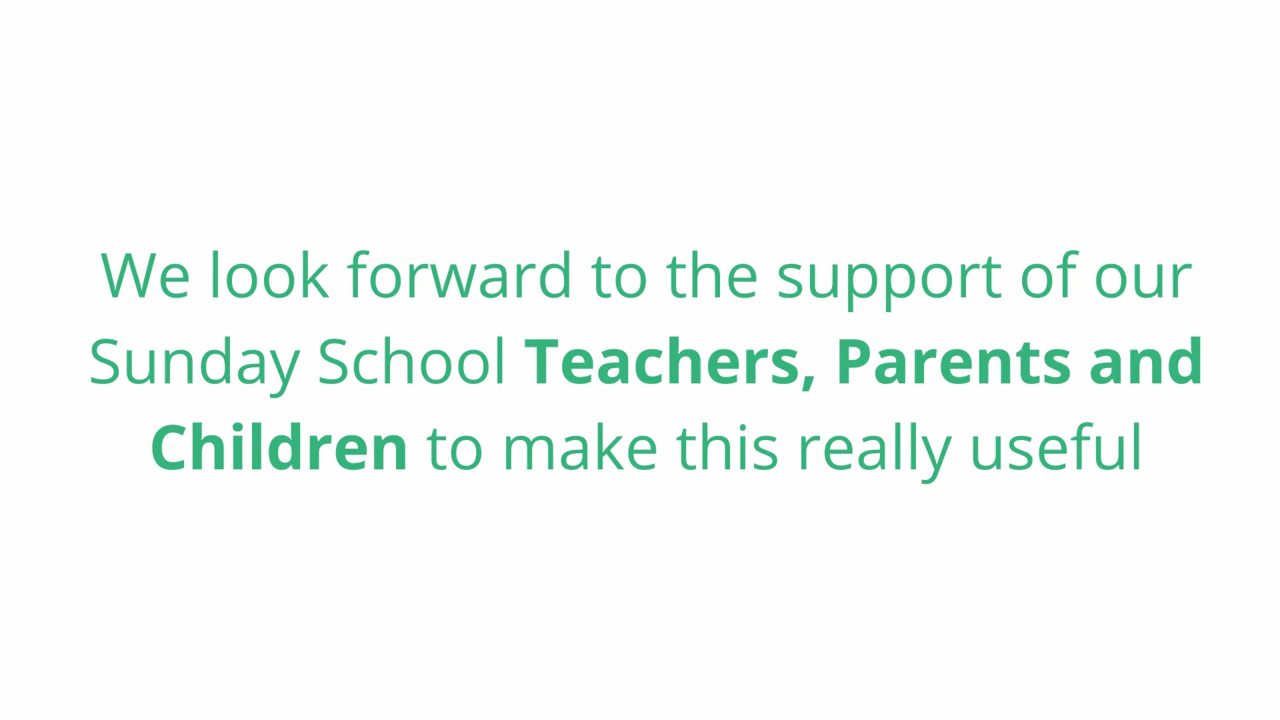 We look forward to the support of our
Sunday School Teachers, Parents and
Children to make this really useful